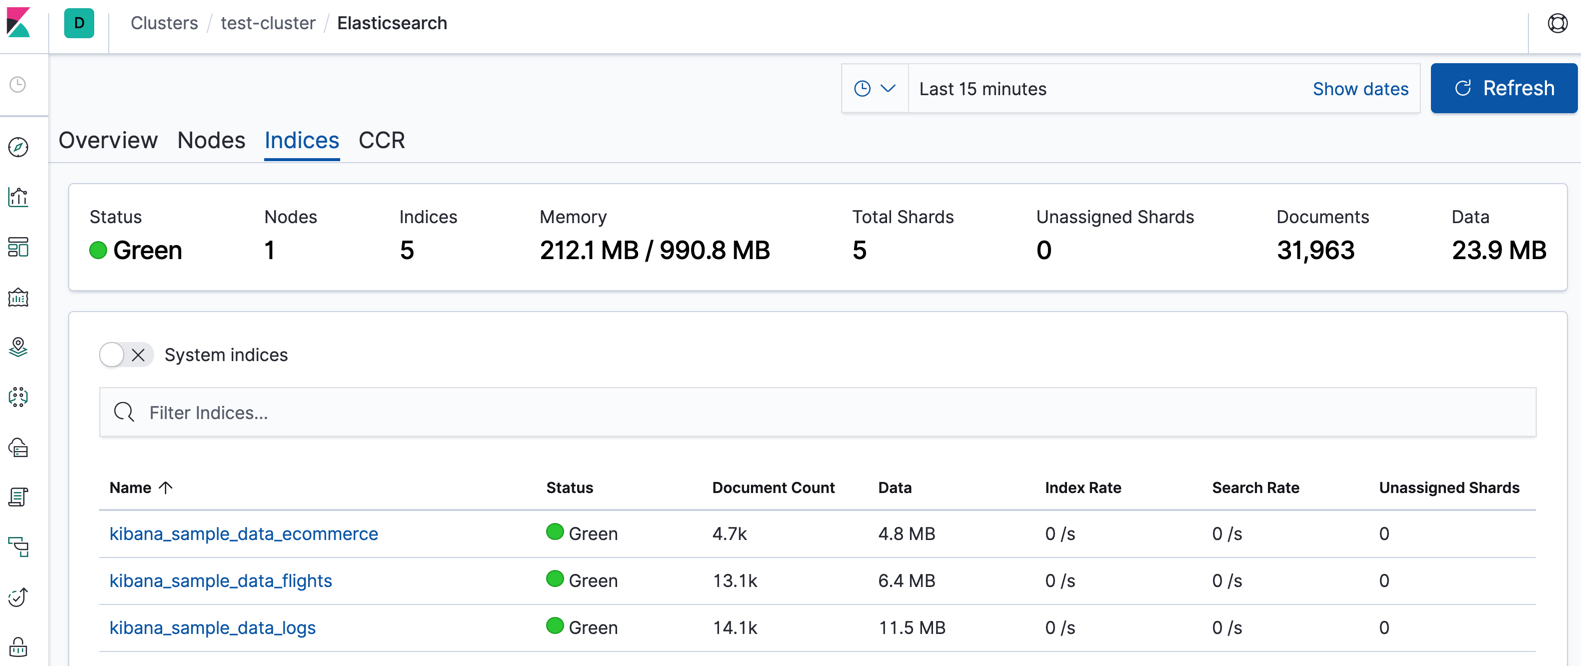 D Clusters / test-cluster / Elasticsearch
Last 15 minutes Show dates Refresh
Overview Nodes Indices CCR
Status Nodes Indices Memory Total Shards Unassigned Shards Documents Data
Green 1 5 212.1 MB / 990.8 MB 5 0 31,963 23.9 MB
System indices
Filter Indices...
Name Status Document Count Data Index Rate Search Rate Unassigned Shards
kibana_sample_data_ecommerce Green 4.7k 4.8 MB 0 /s 0 /s 0
kibana_sample_data_flights Green 13.1k 6.4 MB 0 /s 0 /s 0
kibana_sample_data_logs Green 14.1k 11.5 MB 0 /s 0 /s 0